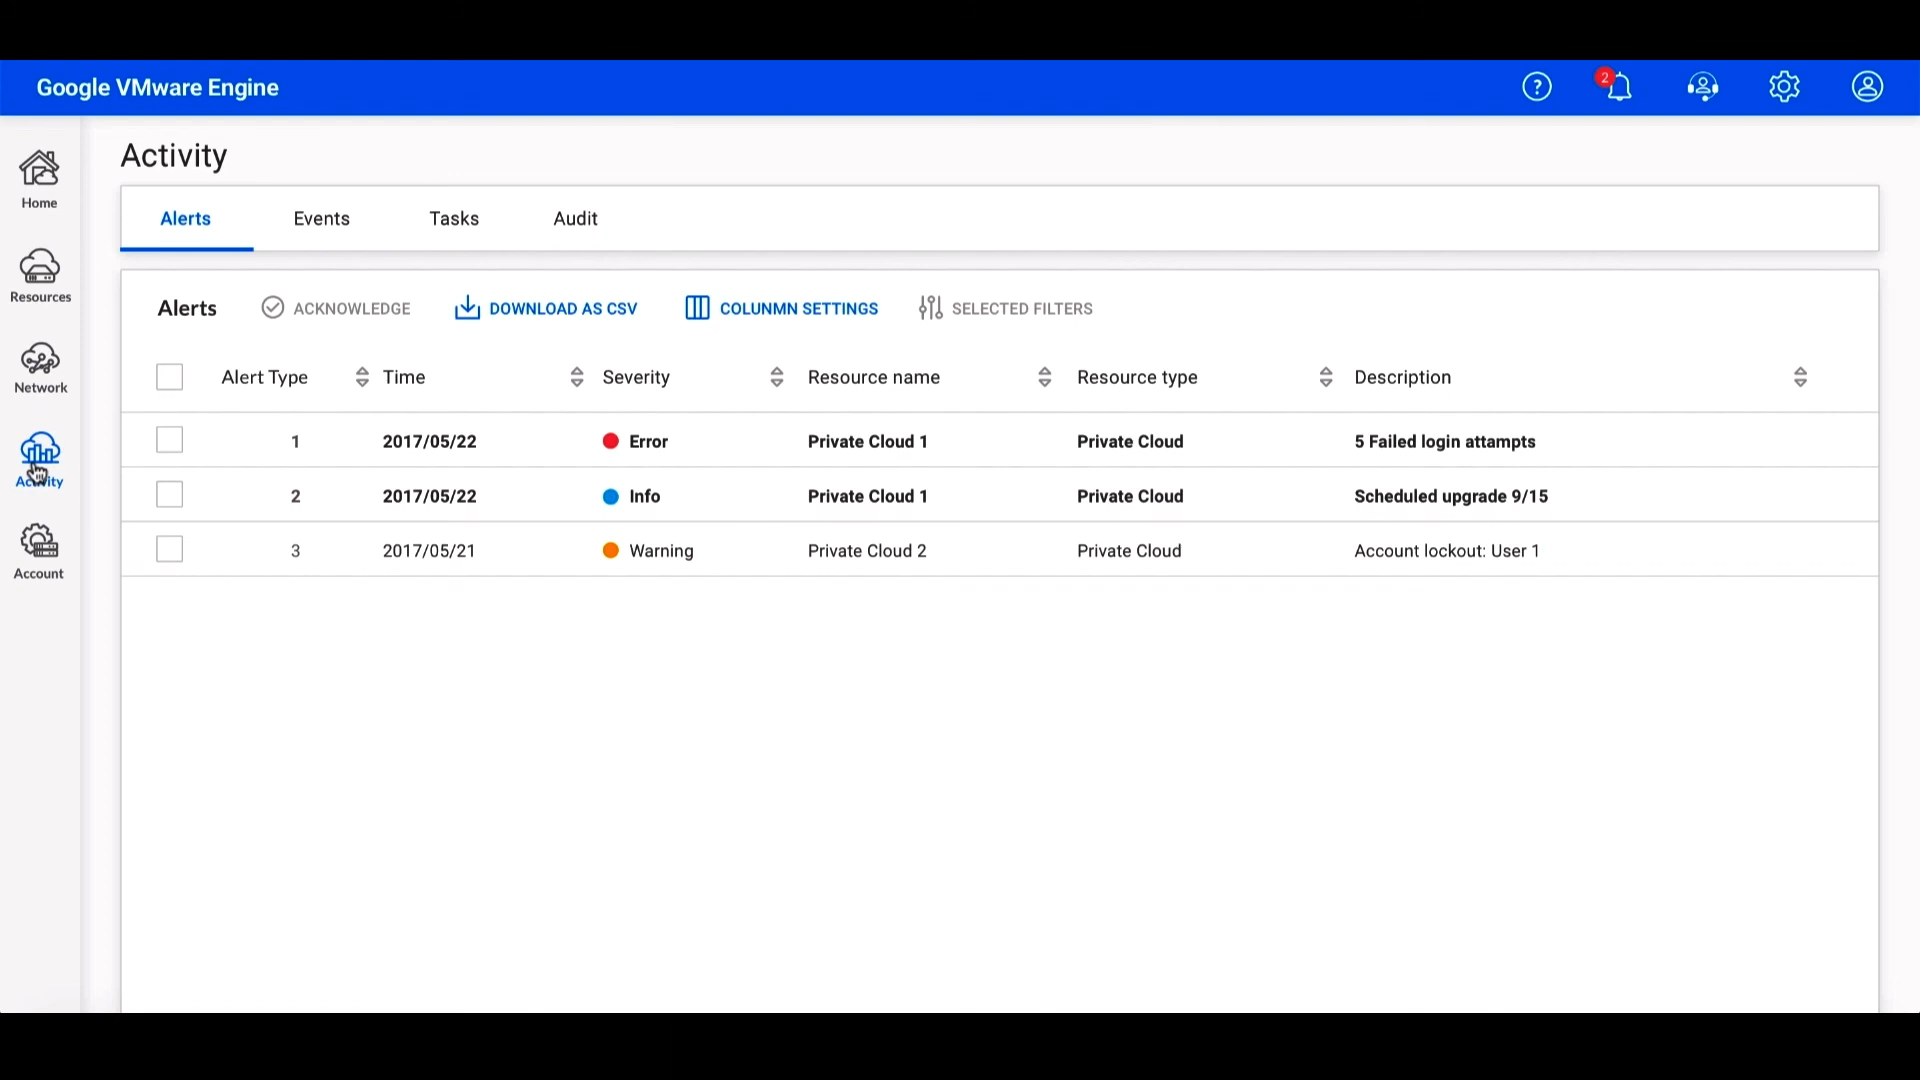 Google VMware Engine
?
2
Home
Resources
Network
Activity
Account
Activity
Alerts Events Tasks Audit
Alerts ACKNOWLEDGE DOWNLOAD AS CSV COLUNMN SETTINGS SELECTED FILTERS
Alert Type Time Severity Resource name Resource type Description
1 2017/05/22 Error Private Cloud 1 Private Cloud 5 Failed login attampts
2 2017/05/22 Info Private Cloud 1 Private Cloud Scheduled upgrade 9/15
3 2017/05/21 Warning Private Cloud 2 Private Cloud Account lockout: User 1